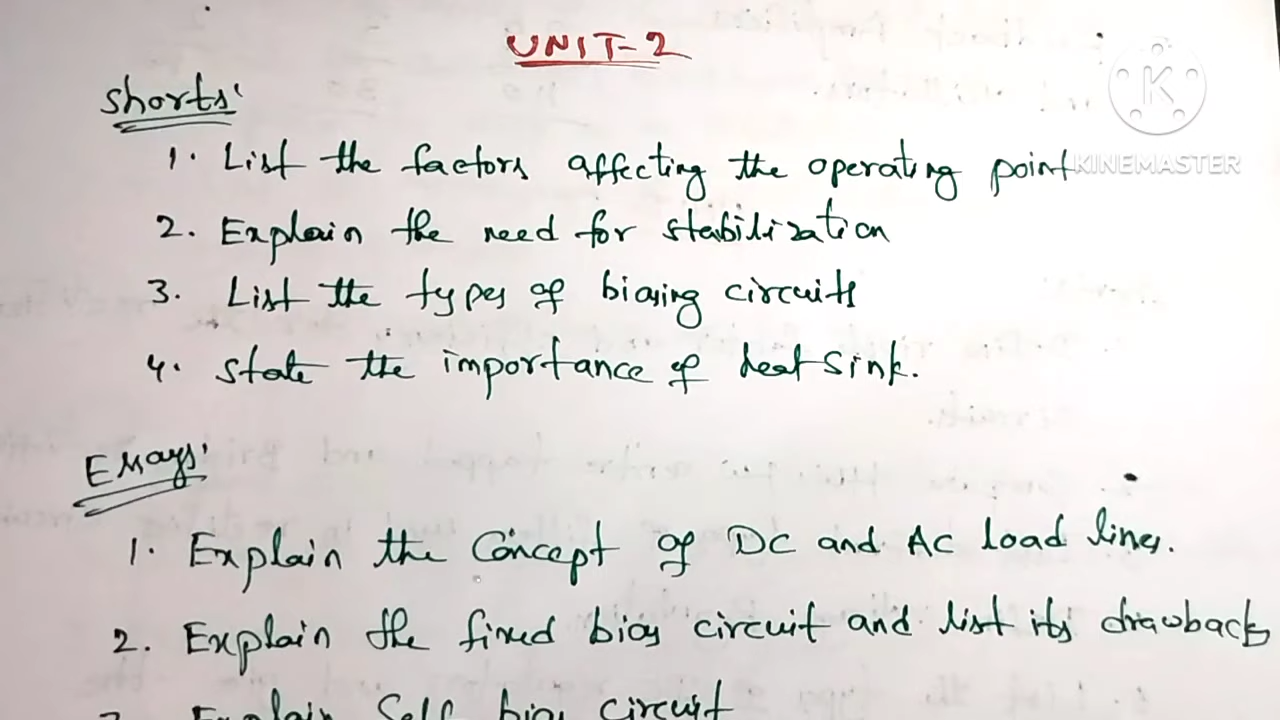 UNIT-2
Shorts:
1. List the factors affecting the operating point
2. Explain the need for stabilization
3. List the types of biasing circuits
4. State the importance of heat sink.
Essays:
1. Explain the Concept of DC and AC load lines.
2. Explain the fixed bias circuit and list its drawbacks
3. Explain Self bias circuit
K
KINEMASTER